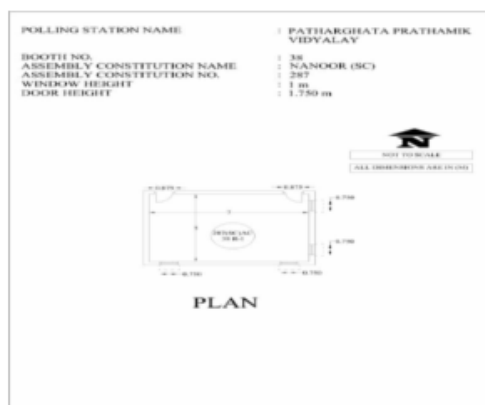 POLLING STATION NAME : PATHARGHATA PRATHAMIK
VIDYALAY
BOOTH NO. : 38
ASSEMBLY CONSTITUTION NAME : NANOOR (SC)
ASSEMBLY CONSTITUTION NO. : 287
WINDOW HEIGHT : 1 m
DOOR HEIGHT : 1.750 m
N
NOT TO SCALE
ALL DIMENSIONS ARE IN (M)
0.875 0.875
0.750
7
0.750
0.750 0.750
PLAN